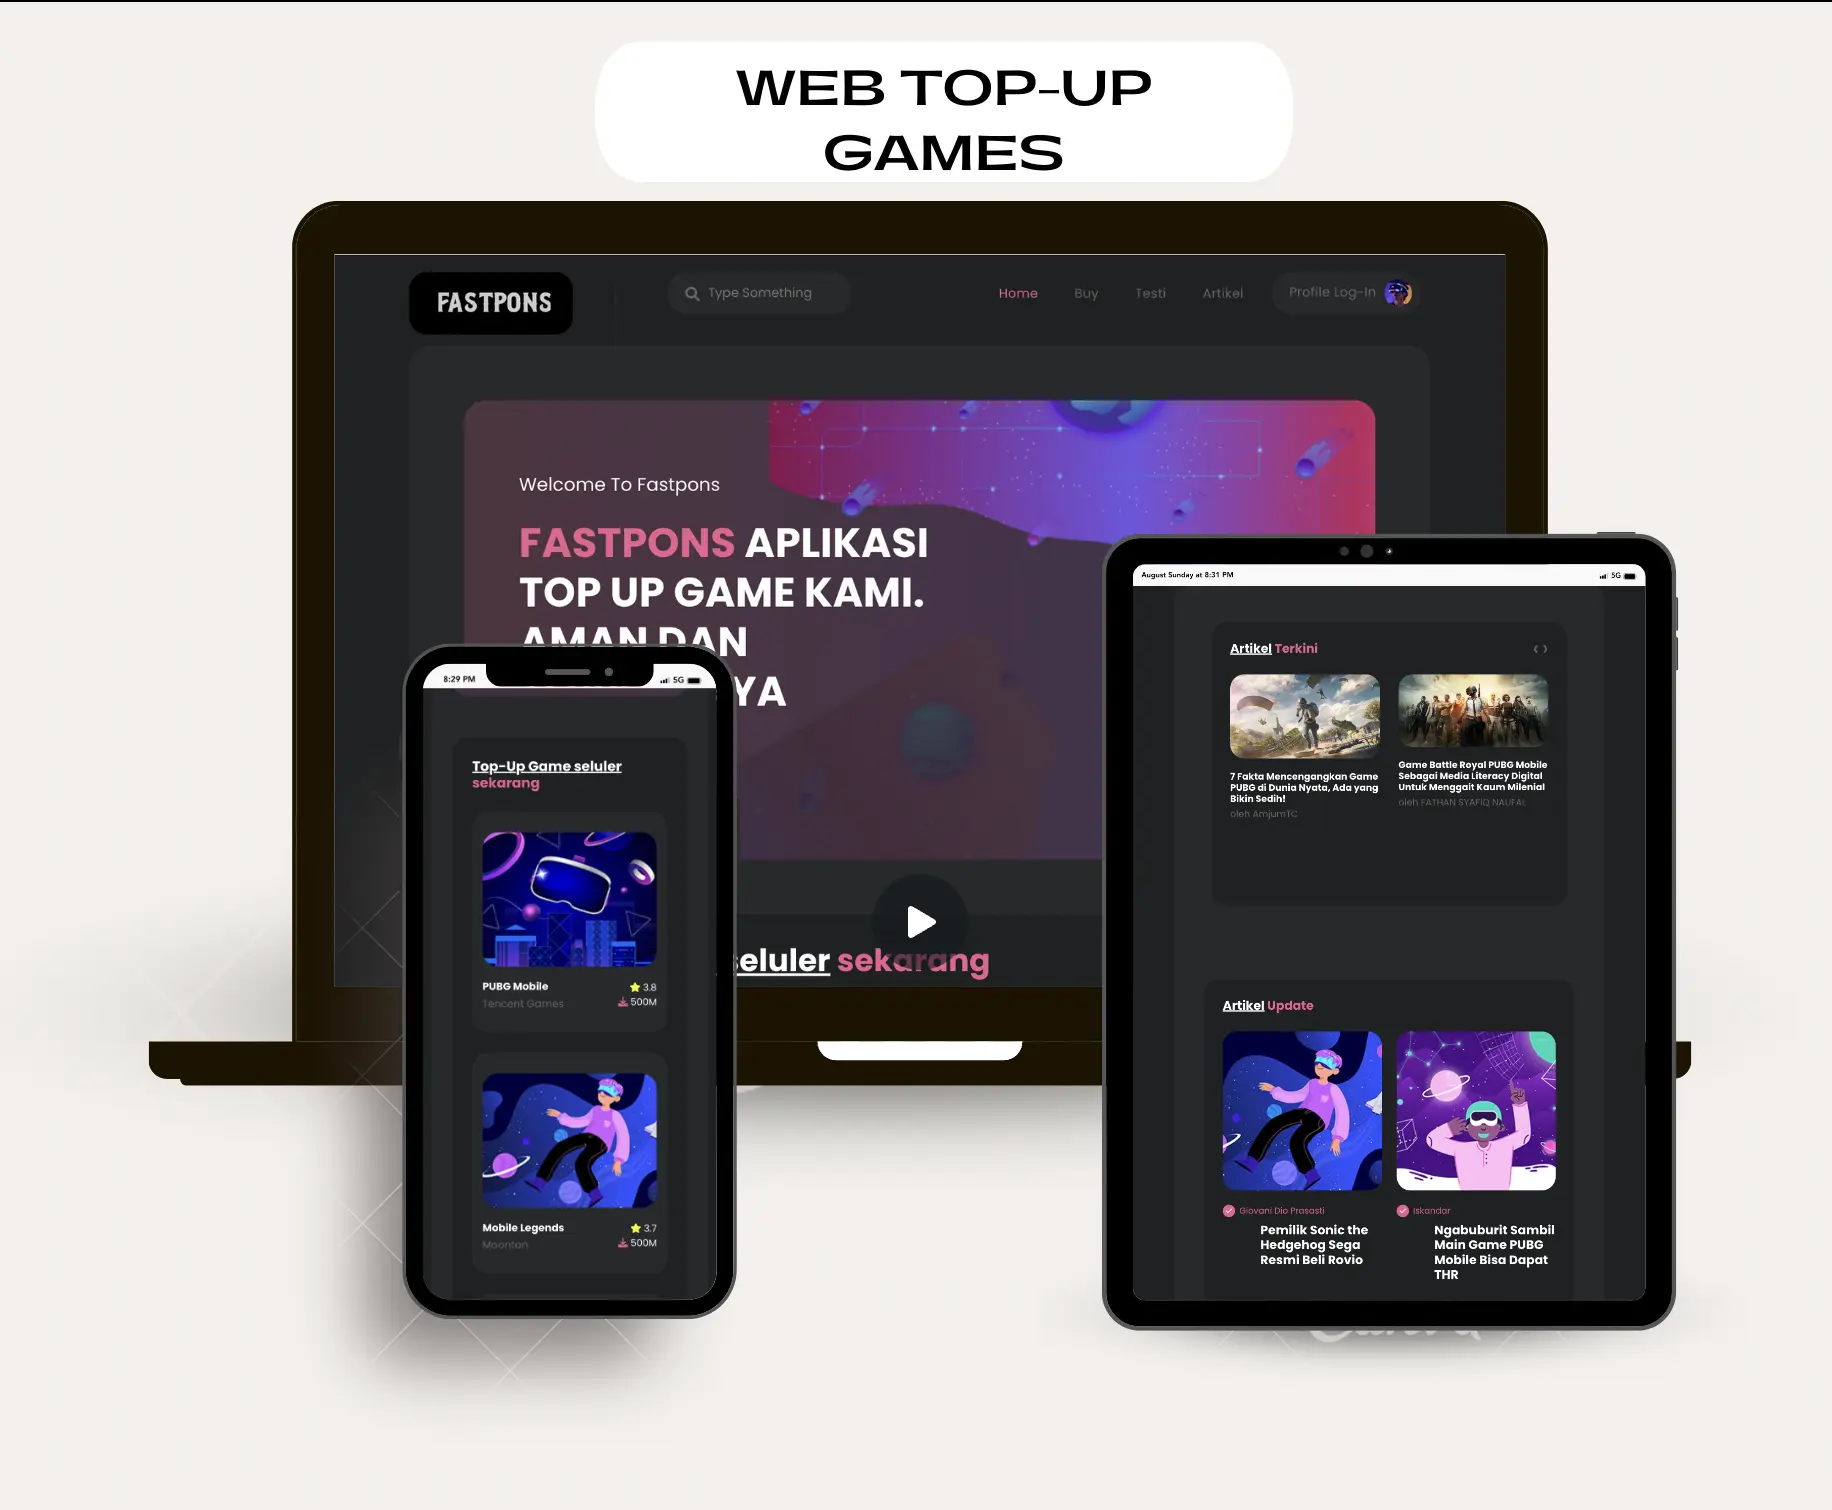 WEB TOP-UP
GAMES
FASTPONS
Type Something
Home Buy Testi Artikel Profile Log-In
Welcome To Fastpons
FASTPONS APLIKASI
TOP UP GAME KAMI.
AMAN DAN
YA
seluler sekarang
8:29 PM 5G
Top-Up Game seluler
sekarang
PUBG Mobile 3.8
Tencent Games 500M
Mobile Legends 3.7
Moonton 500M
August Sunday at 8:31 PM 5G
Artikel Terkini
7 Fakta Mencengangkan Game
PUBG di Dunia Nyata, Ada yang
Bikin Sedih!
oleh AmjumTC
Game Battle Royal PUBG Mobile
Sebagai Media Literacy Digital
Untuk Menggait Kaum Milenial
oleh FATHAN SYAFIQ NAUFAL
Artikel Update
Giovani Dio Prasasti
Pemilik Sonic the
Hedgehog Sega
Resmi Beli Rovio
Iskandar
Ngabuburit Sambil
Main Game PUBG
Mobile Bisa Dapat
THR